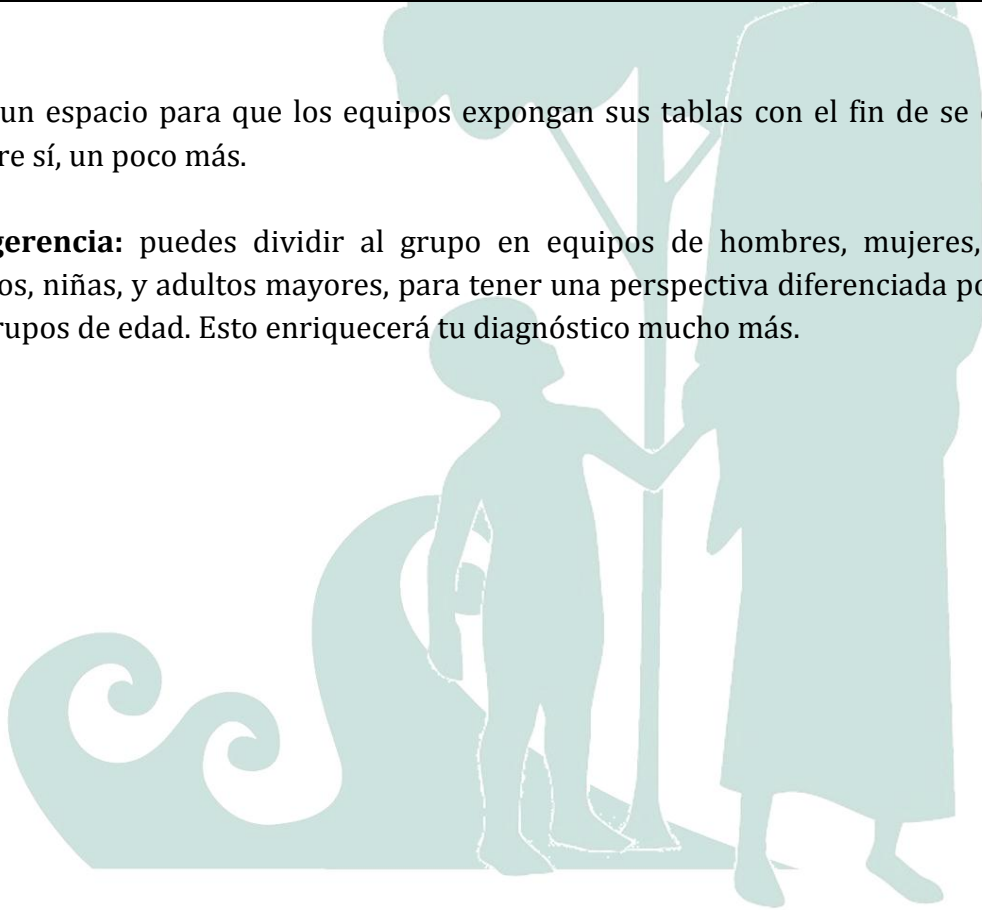 un espacio para que los equipos expongan sus tablas con el fin de se
re sí, un poco más.
gerencia: puedes dividir al grupo en equipos de hombres, mujeres,
os, niñas, y adultos mayores, para tener una perspectiva diferenciada po
rupos de edad. Esto enriquecerá tu diagnóstico mucho más.